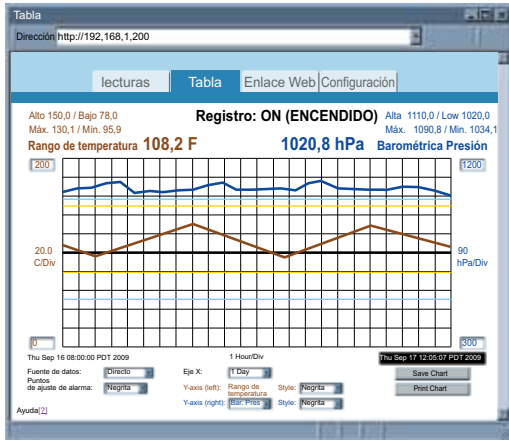 Tabla
Dirección http://192,168,1,200
lecturas Tabla Enlace Web Configuración
Alto 150,0 / Bajo 78,0 Registro: ON (ENCENDIDO) Alta 1110,0 / Low 1020,0
Máx. 130,1 / Mín. 95,9 Máx. 1090,8 / Min. 1034,1
Rango de temperatura 108,2 F 1020,8 hPa Barométrica Presión
200 1200
20.0 90
C/Div hPa/Div
0 300
Thu Sep 16 08:00:00 PDT 2009 1 Hour/Div Thu Sep 17 12:05:07 PDT 2009
Fuente de datos: Directo Eje X: 1 Day Save Chart
Puntos
de ajuste de alarma: Negrita Y-axis (left): Rango de temperatura Style: Negrita Print Chart
Y-axis (right): Bar. Pres Style: Negrita
Ayuda[?]